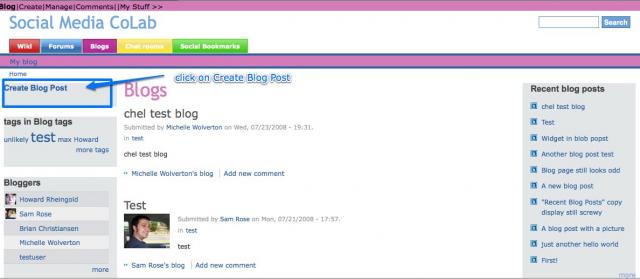 Blog|Create|Manage|Comments||My Stuff >>
Social Media CoLab
Search
Wiki Forums Blogs Chat rooms Social Bookmarks
My blog
Home
Create Blog Post
click on Create Blog Post
tags in Blog tags
unlikely test max Howard
more tags
Bloggers
Howard Rheingold
Sam Rose
Brian Christiansen
Michelle Wolverton
testuser
more
Blogs
chel test blog
Submitted by Michelle Wolverton on Wed, 07/23/2008 - 19:31.
in test
chel test blog
Michelle Wolverton's blog Add new comment
Test
Submitted by Sam Rose on Mon, 07/21/2008 - 17:57.
in test
test
Sam Rose's blog Add new comment
Recent blog posts
chel test blog
Test
Widget in blob popst
Another blog post test
Blog page still looks odd
A new blog post
"Recent Blog Posts" copy
display still screwy
A blog post with a picture
just another hello world
First!
more